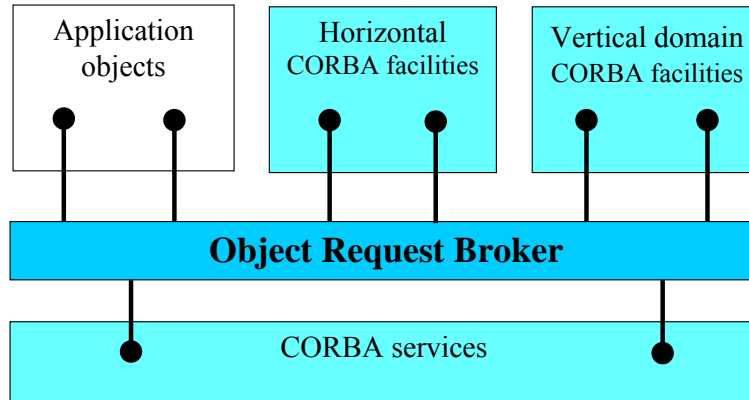 Application
objects
Horizontal
CORBA facilities
Vertical domain
CORBA facilities
Object Request Broker
CORBA services